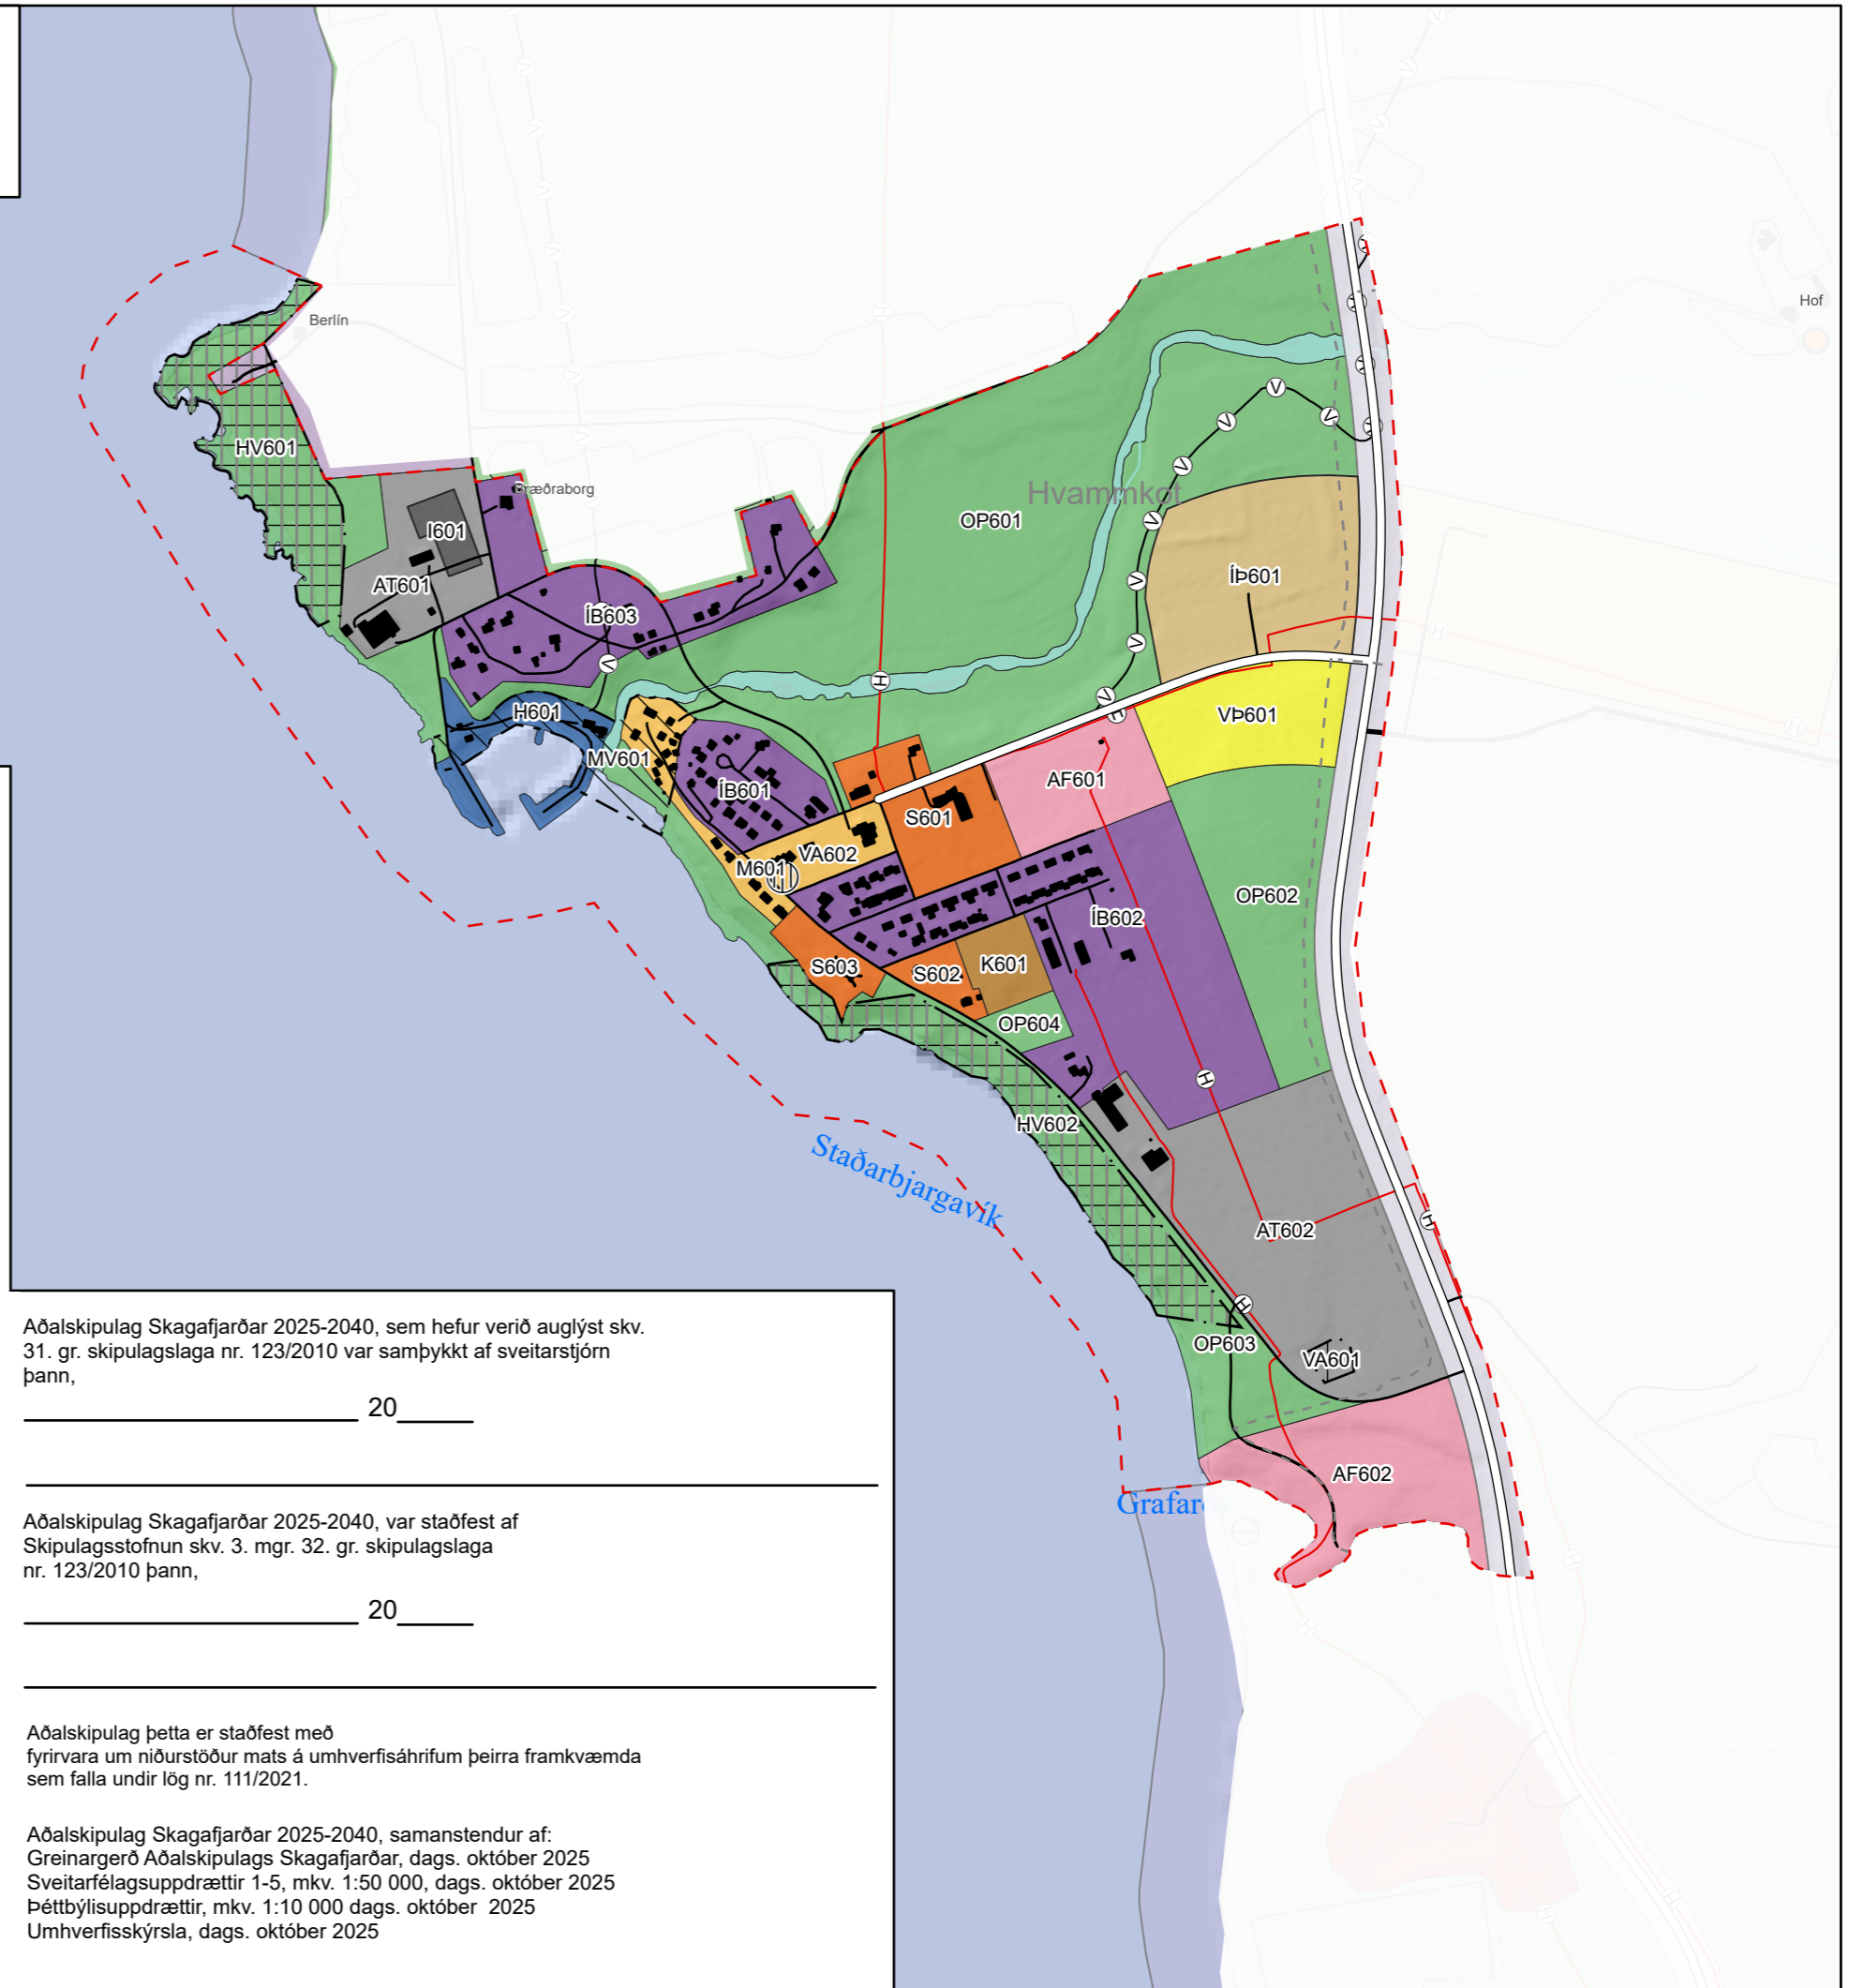 Berlín
Hof
HV601
Bræðraborg
Hvammkot
OP601
I601
ÍÞ601
AT601
ÍB603
H601
VÞ601
MV601
AF601
ÍB601
S601
VA602
M601
OP602
ÍB602
S603
S602
K601
OP604
HV602
Staðarbjargavík
AT602
OP603
VA601
AF602
V
V
V
V
V
V
V
V
V
H
H
H
H
H
Aðalskipulag Skagafjarðar 2025-2040, sem hefur verið auglýst skv.
31. gr. skipulagslaga nr. 123/2010 var samþykkt af sveitarstjórn
þann,
20
Aðalskipulag Skagafjarðar 2025-2040, var staðfest af
Skipulagsstofnun skv. 3. mgr. 32. gr. skipulagslaga
nr. 123/2010 þann,
20
Aðalskipulag þetta er staðfest með
fyrirvara um niðurstöður mats á umhverfisáhrifum þeirra framkvæmda
sem falla undir lög nr. 111/2021.
Aðalskipulag Skagafjarðar 2025-2040, samanstendur af:
Greinargerð Aðalskipulags Skagafjarðar, dags. október 2025
Sveitarfélagsuppdrættir 1-5, mkv. 1:50 000, dags. október 2025
Þéttbýlisuppdrættir, mkv. 1:10 000 dags. október 2025
Umhverfisskýrsla, dags. október 2025